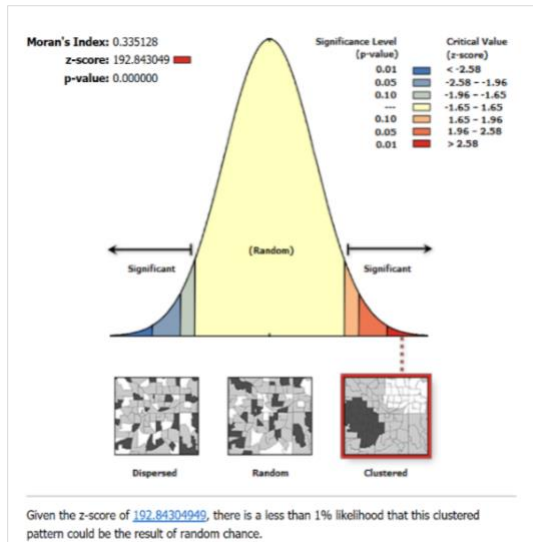 Moran's Index: 0.335128
z-score: 192.843049
p-value: 0.000000
Significance Level
(p-value)
Critical Value
(z-score)
0.01 < -2.58
0.05 -2.58 - -1.96
0.10 -1.96 - -1.65
--- -1.65 - 1.65
0.10 1.65 - 1.96
0.05 1.96 - 2.58
0.01 > 2.58
(Random)
Significant
Significant
Dispersed
Random
Clustered
Given the z-score of 192.84304949, there is a less than 1% likelihood that this clustered
pattern could be the result of random chance.